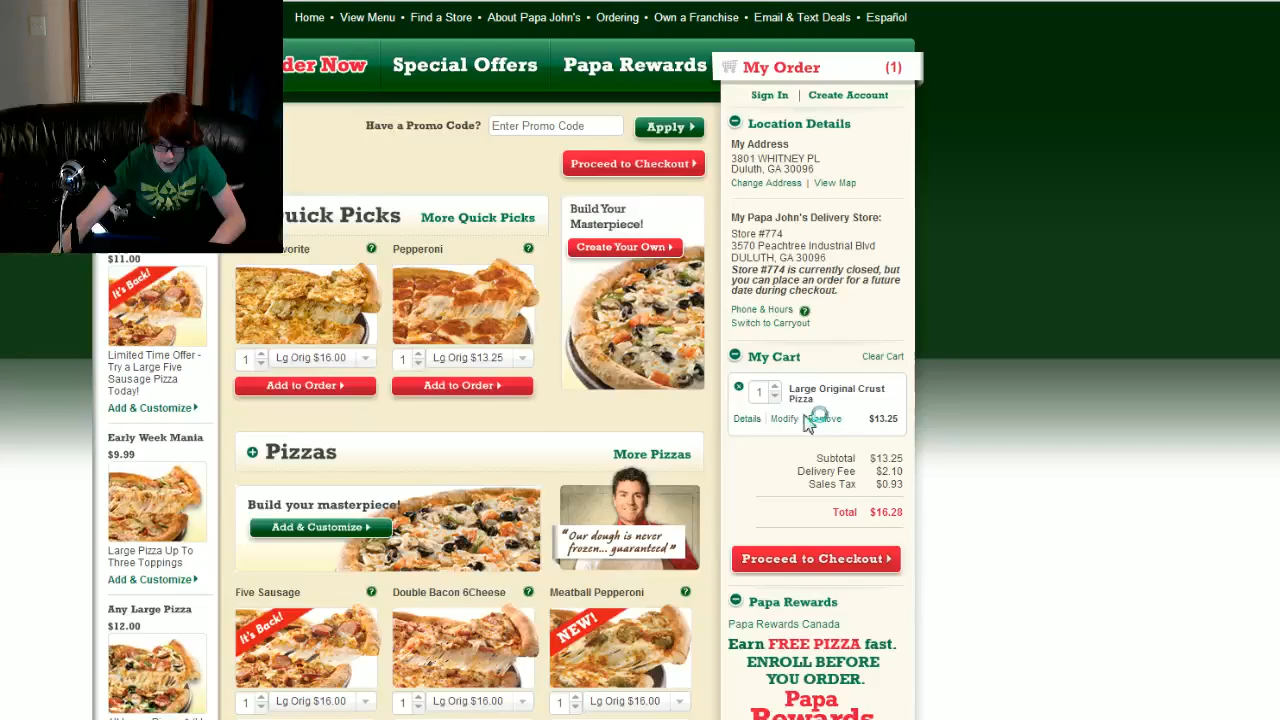 Home • View Menu • Find a Store • About Papa John's • Ordering • Own a Franchise • Email & Text Deals • Español
Now
Special Offers
Papa Rewards
My Order (1)
Sign In | Create Account
Have a Promo Code?
Enter Promo Code
Apply
Proceed to Checkout
Location Details
My Address
3801 WHITNEY PL
Duluth, GA 30096
Change Address | View Map
My Papa John's Delivery Store:
Store #774
3570 Peachtree Industrial Blvd
DULUTH, GA 30096
Store #774 is currently closed, but
you can place an order for a future
date during checkout.
Phone & Hours ?
Switch to Carryout
My Cart
Clear Cart
1
Large Original Crust
Pizza
Details | Modify
$13.25
Subtotal $13.25
Delivery Fee $2.10
Sales Tax $0.93
Total $16.28
Proceed to Checkout
Papa Rewards
Papa Rewards Canada
Earn FREE PIZZA fast.
ENROLL BEFORE
YOU ORDER.
Papa
Rewards
Picks
More Quick Picks
?
Pepperoni ?
1 Lg Orig $16.00
1 Lg Orig $13.25
Add to Order
Add to Order
Build Your
Masterpiece!
Create Your Own
Pizzas
More Pizzas
Build your masterpiece!
Add & Customize
"Our dough is never
frozen... guaranteed"
Five Sausage ?
Double Bacon 6Cheese ?
Meatball Pepperoni ?
It's Back!
NEW!
1 Lg Orig $16.00
1 Lg Orig $16.00
1 Lg Orig $16.00
$11.00
It's Back!
Limited Time Offer -
Try a Large Five
Sausage Pizza
Today!
Add & Customize
Early Week Mania
$9.99
Large Pizza Up To
Three Toppings
Add & Customize
Any Large Pizza
$12.00